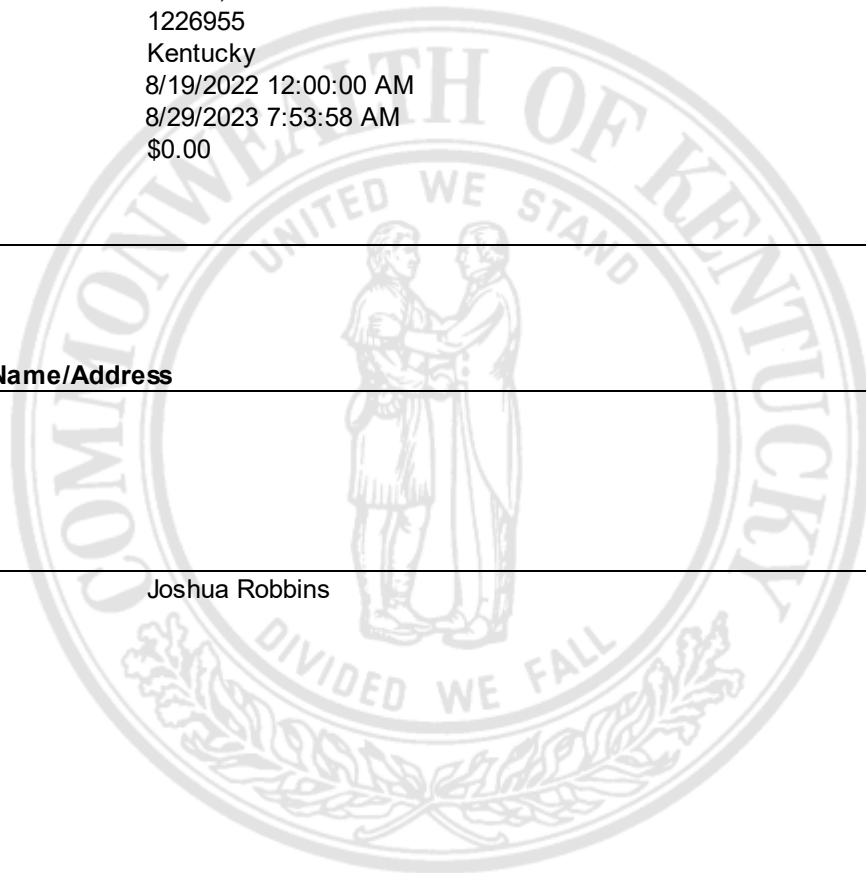 1226955
Kentucky
8/19/2022 12:00:00 AM
8/29/2023 7:53:58 AM
$0.00
COMMONWEALTH OF KENTUCKY
UNITED WE STAND
Name/Address
Joshua Robbins
DIVIDED WE FALL